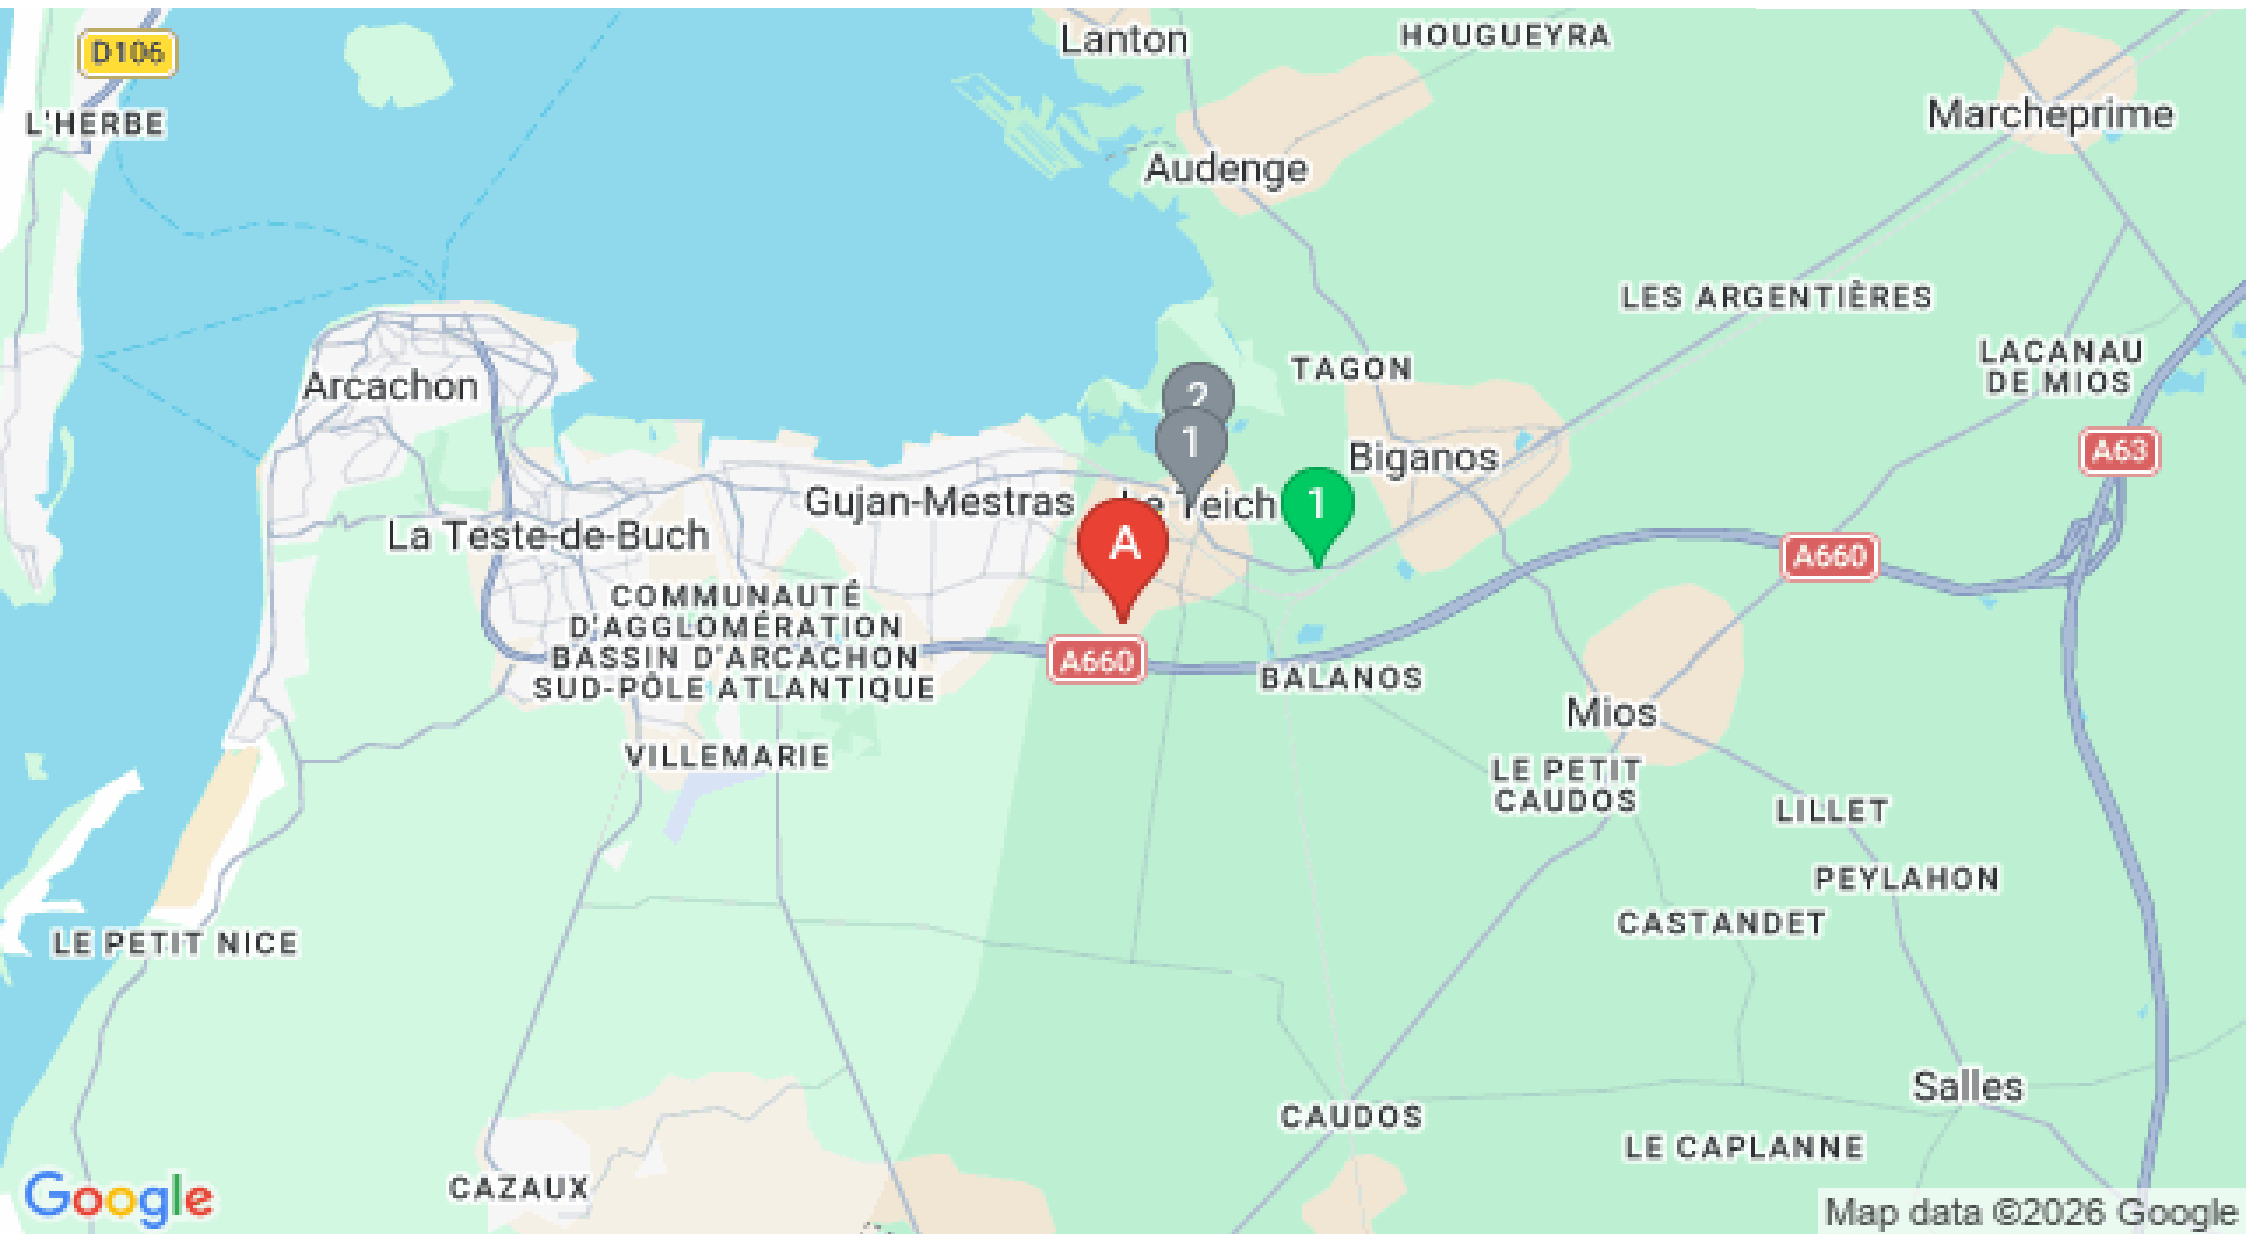 Lanton
HOUGUEYRA
D106
L'HERBE
Marcheprime
Audenge
LES ARGENTIÈRES
TAGON
LACANAU
DE MIOS
Arcachon
2
1
Biganos
A63
Gujan-Mestras
Le Teich
1
La Teste-de-Buch
A
A660
COMMUNAUTÉ
D'AGGLOMÉRATION
BASSIN D'ARCACHON
SUD-PÔLE ATLANTIQUE
A660
BALANOS
Mios
VILLEMARIE
LE PETIT
CAUDOS
LILLET
PEYLAHON
CASTANDET
LE PETIT NICE
Salles
CAUDOS
LE CAPLANNE
CAZAUX
Google
Map data ©2026 Google